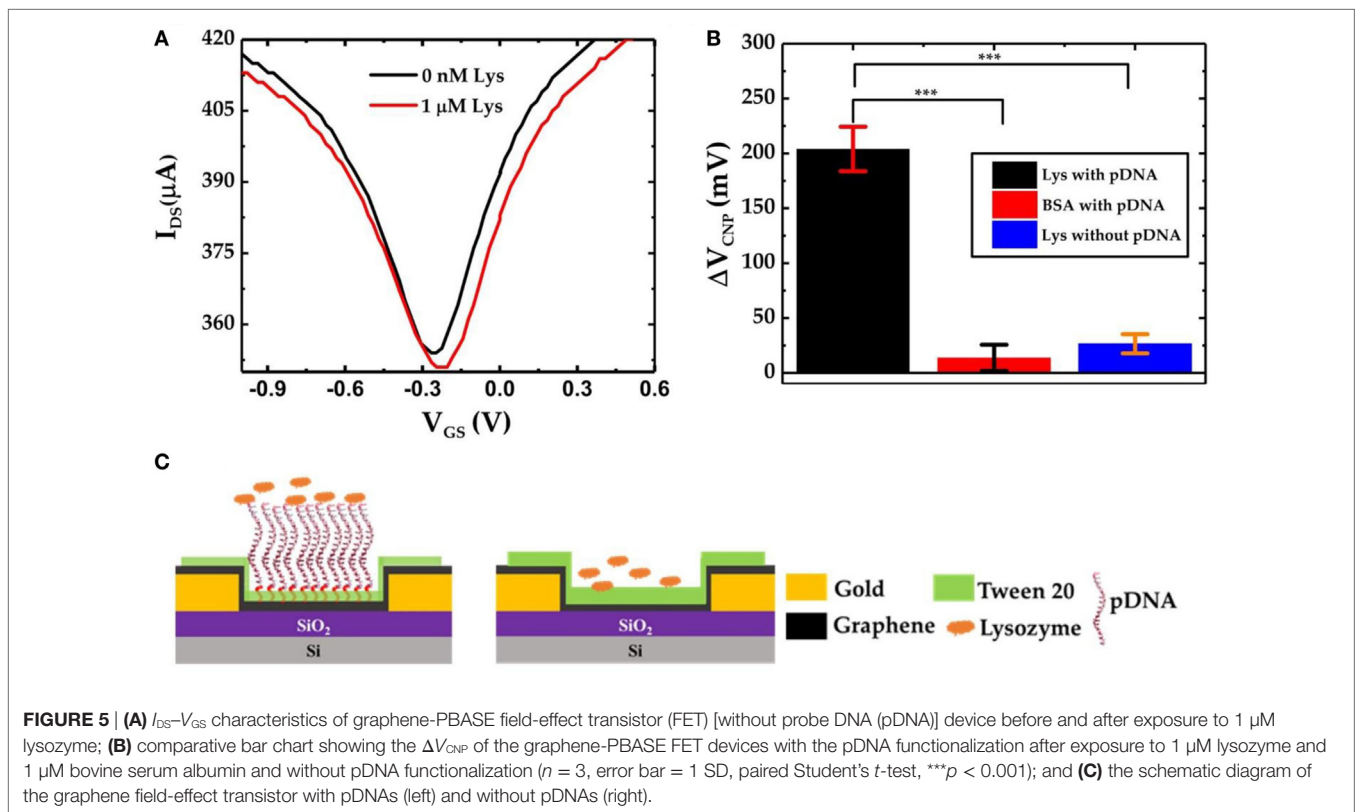 A
420
405
390
375
360
I_DS(µA)
0 nM Lys
1 µM Lys
-0.9 -0.6 -0.3 0.0 0.3 0.6
V_GS (V)
B
300
250
200
150
100
50
0
ΔV_CNP (mV)
***
***
Lys with pDNA
BSA with pDNA
Lys without pDNA
C
SiO₂
Si
SiO₂
Si
Gold
Graphene
Tween 20
Lysozyme
pDNA
FIGURE 5 | (A) I_DS–V_GS characteristics of graphene-PBASE field-effect transistor (FET) [without probe DNA (pDNA)] device before and after exposure to 1 µM
lysozyme; (B) comparative bar chart showing the ΔV_CNP of the graphene-PBASE FET devices with the pDNA functionalization after exposure to 1 µM lysozyme and
1 µM bovine serum albumin and without pDNA functionalization (n = 3, error bar = 1 SD, paired Student's t-test, ***p < 0.001); and (C) the schematic diagram of
the graphene field-effect transistor with pDNAs (left) and without pDNAs (right).